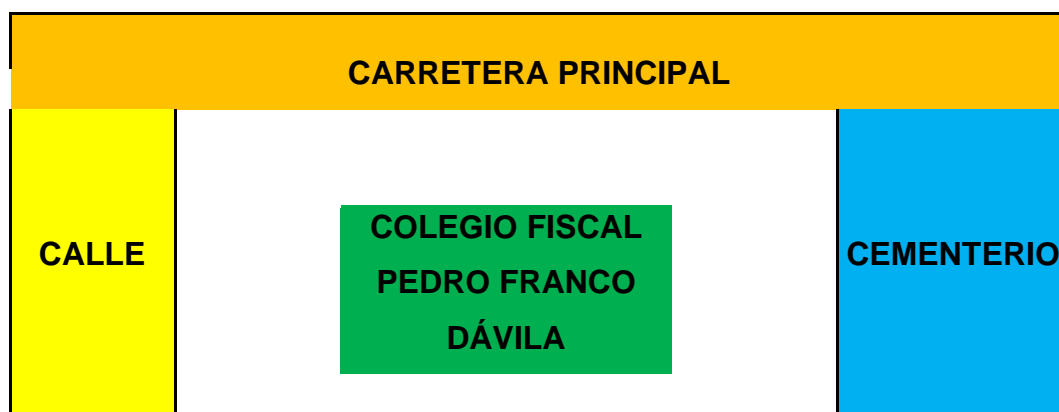 CARRETERA PRINCIPAL
CALLE
COLEGIO FISCAL
PEDRO FRANCO
DÁVILA
CEMENTERIO